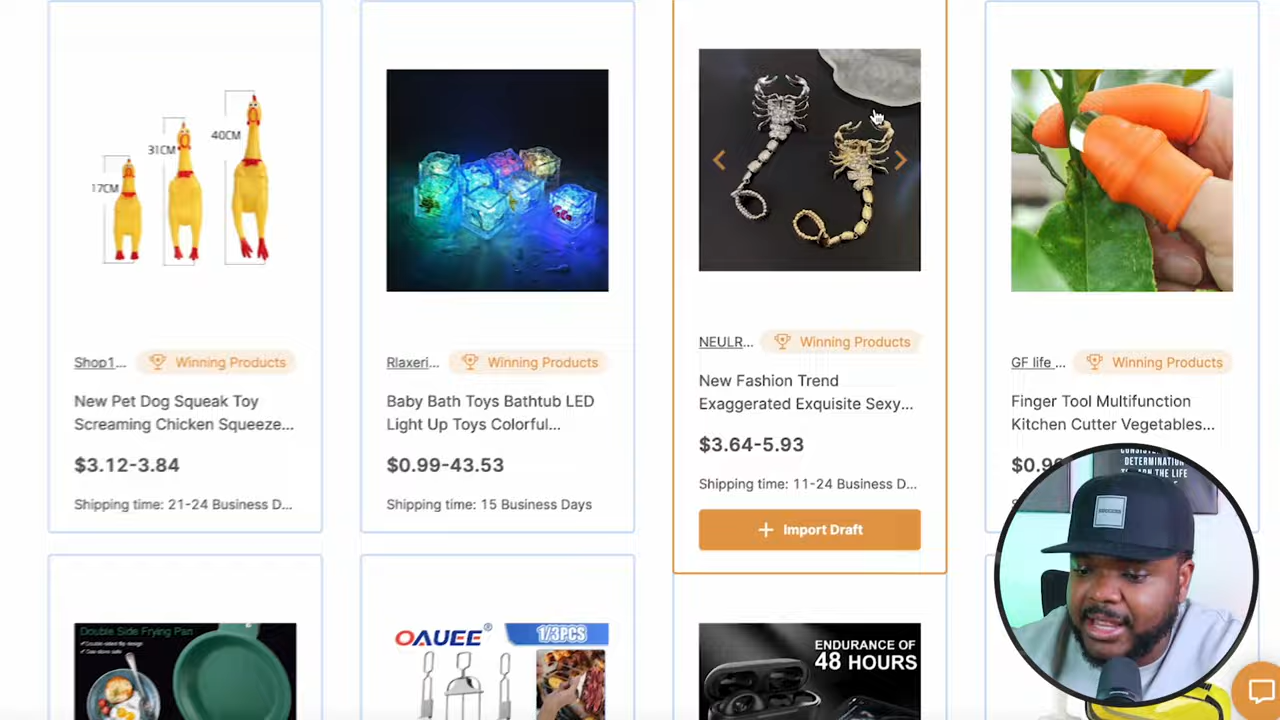 17CM
31CM
40CM
Shop1...
Winning Products
New Pet Dog Squeak Toy
Screaming Chicken Squeeze...
$3.12-3.84
Shipping time: 21-24 Business D...
Rlaxeri...
Winning Products
Baby Bath Toys Bathtub LED
Light Up Toys Colorful...
$0.99-43.53
Shipping time: 15 Business Days
NEULR...
Winning Products
New Fashion Trend
Exaggerated Exquisite Sexy...
$3.64-5.93
Shipping time: 11-24 Business D...
+ Import Draft
GF life ...
Winning Products
Finger Tool Multifunction
Kitchen Cutter Vegetables...
DETERMINATION
THE LIFE
Double Side Frying Pan
OAUEE®
1/3PCS
ENDURANCE OF
48 HOURS